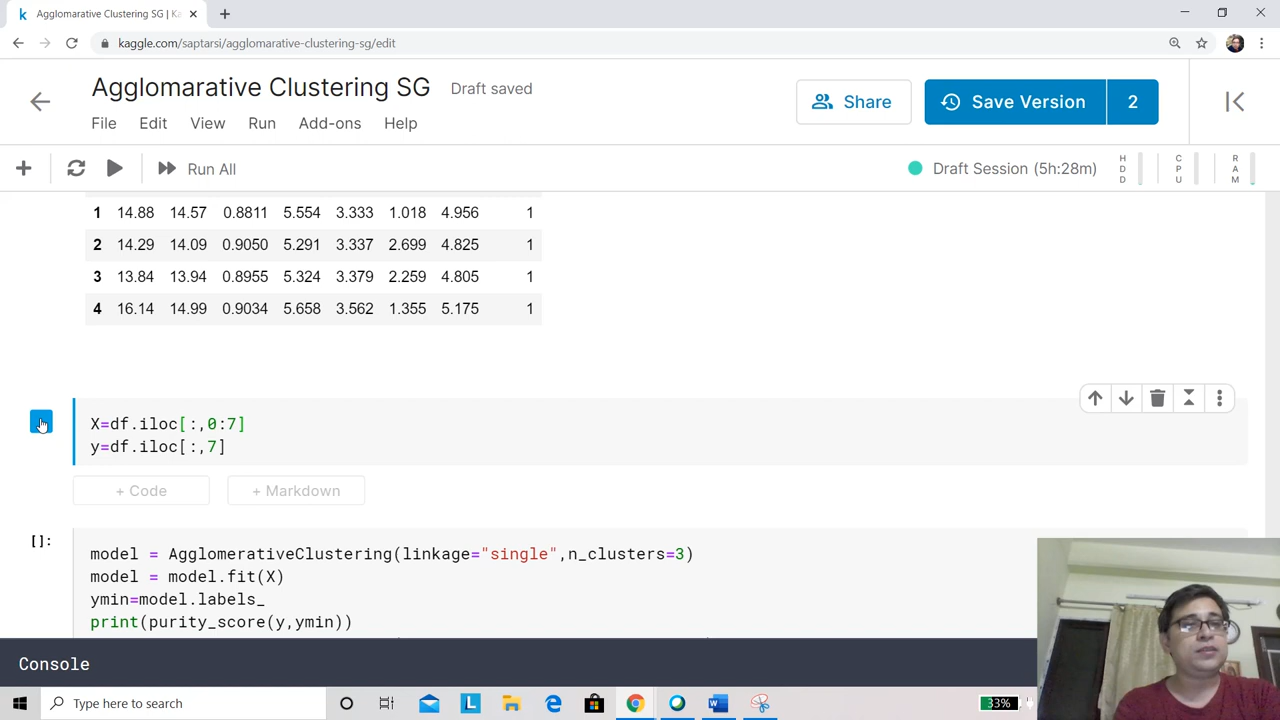 Agglomarative Clustering SG | Ka
kaggle.com/saptarsi/agglomarative-clustering-sg/edit
Agglomarative Clustering SG
Draft saved
Share
Save Version
2
File
Edit
View
Run
Add-ons
Help
Run All
Draft Session (5h:28m)
HDD
CPU
RAM
1 14.88 14.57 0.8811 5.554 3.333 1.018 4.956 1
2 14.29 14.09 0.9050 5.291 3.337 2.699 4.825 1
3 13.84 13.94 0.8955 5.324 3.379 2.259 4.805 1
4 16.14 14.99 0.9034 5.658 3.562 1.355 5.175 1
X=df.iloc[:,0:7]
y=df.iloc[:,7]
+ Code
+ Markdown
[]:
model = AgglomerativeClustering(linkage="single",n_clusters=3)
model = model.fit(X)
ymin=model.labels_
print(purity_score(y,ymin))
Console
Type here to search
33%